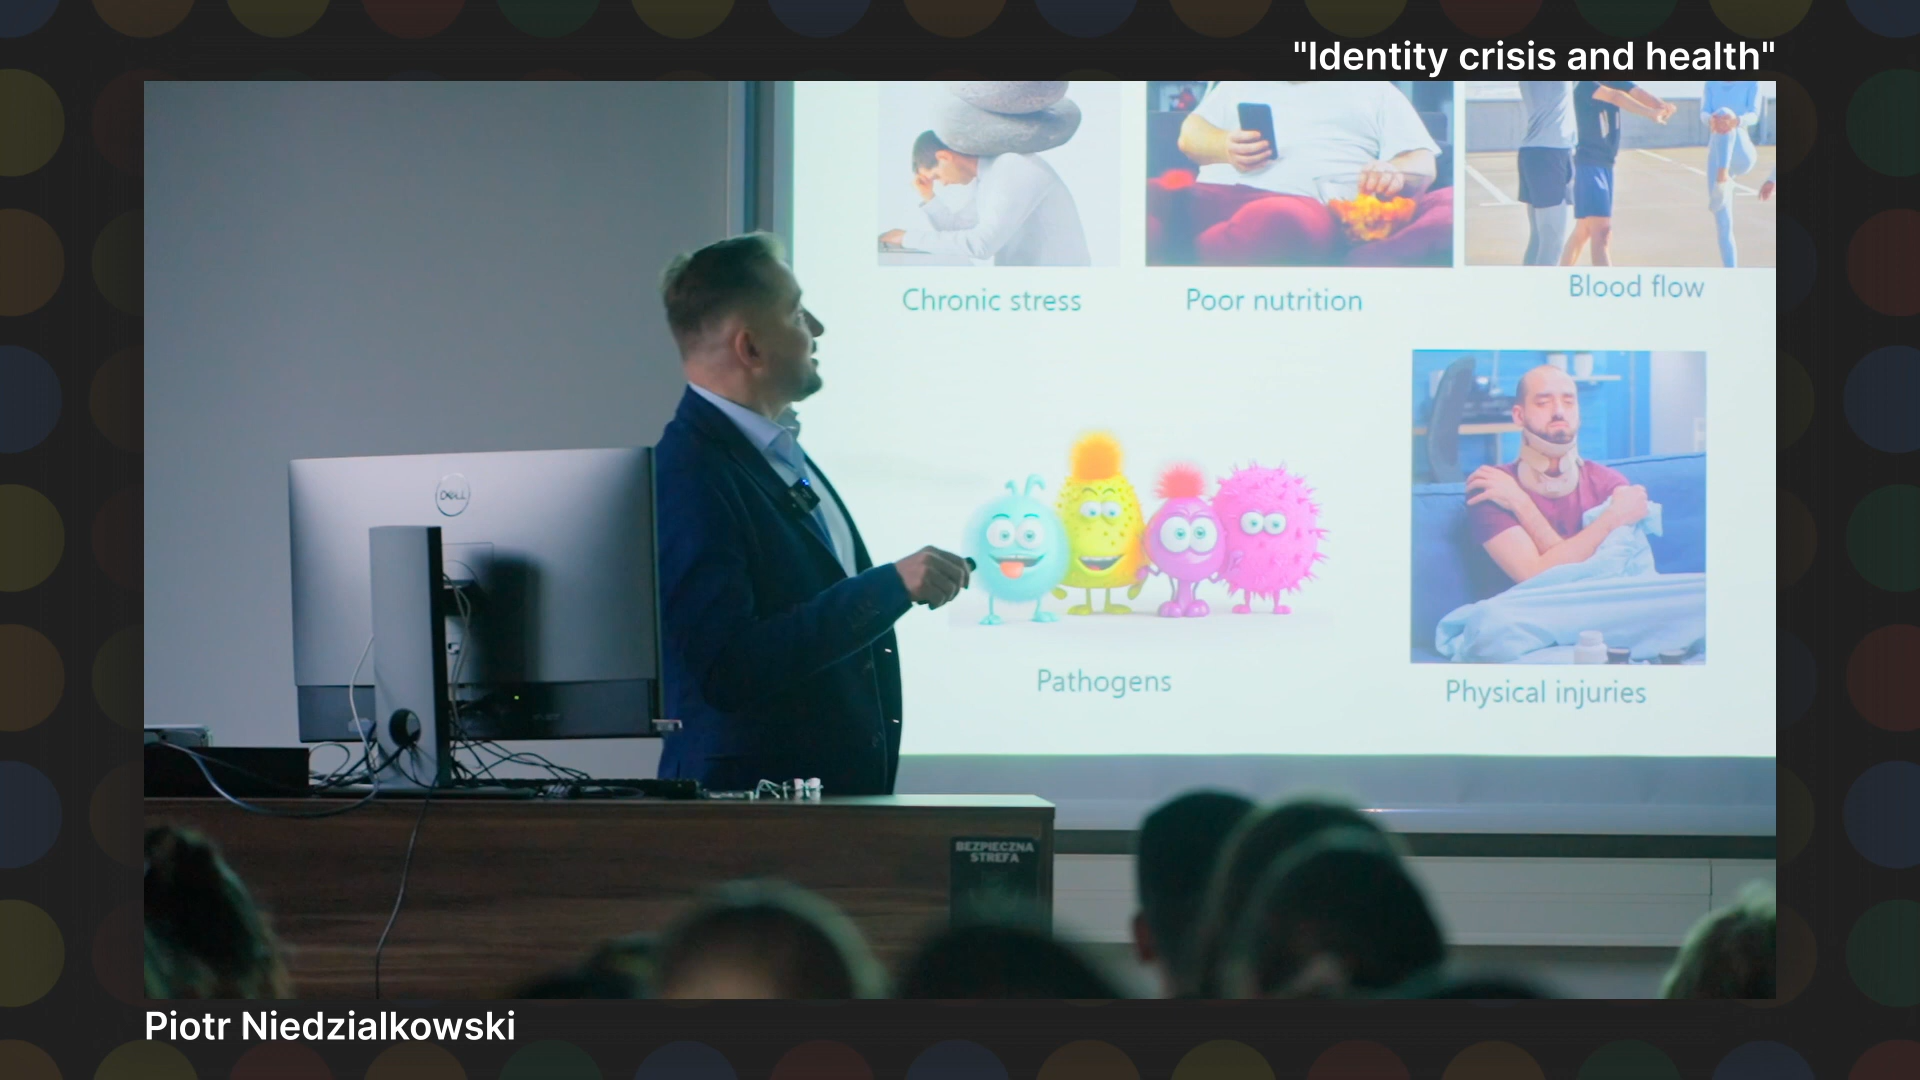 "Identity crisis and health"
Chronic stress
Poor nutrition
Blood flow
Pathogens
Physical injuries
DELL
BEZPIECZNA
STREFA
Piotr Niedzialkowski